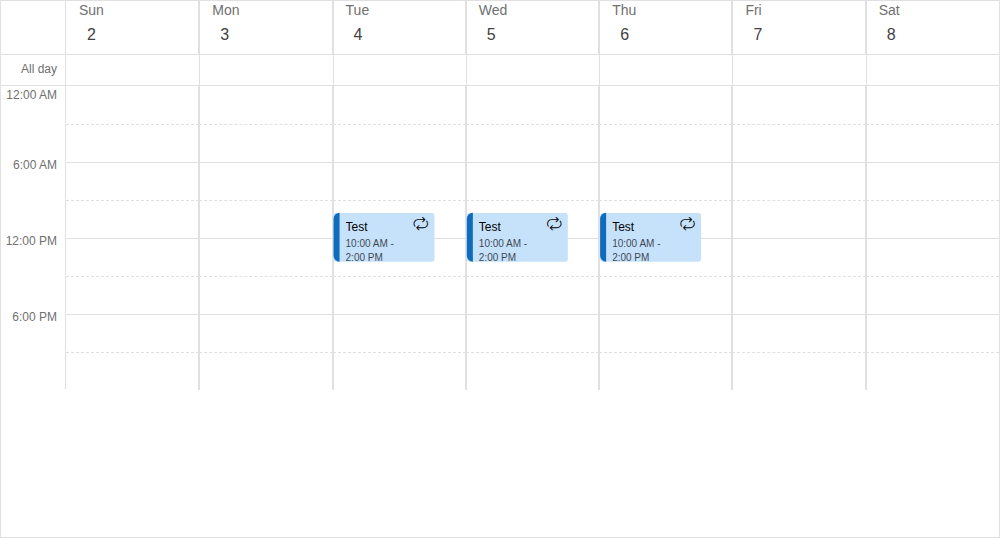 Sun Mon Tue Wed Thu Fri Sat
2 3 4 5 6 7 8
All day
12:00 AM
6:00 AM
Test Test Test
10:00 AM - 10:00 AM - 10:00 AM -
12:00 PM
2:00 PM 2:00 PM 2:00 PM
6:00 PM